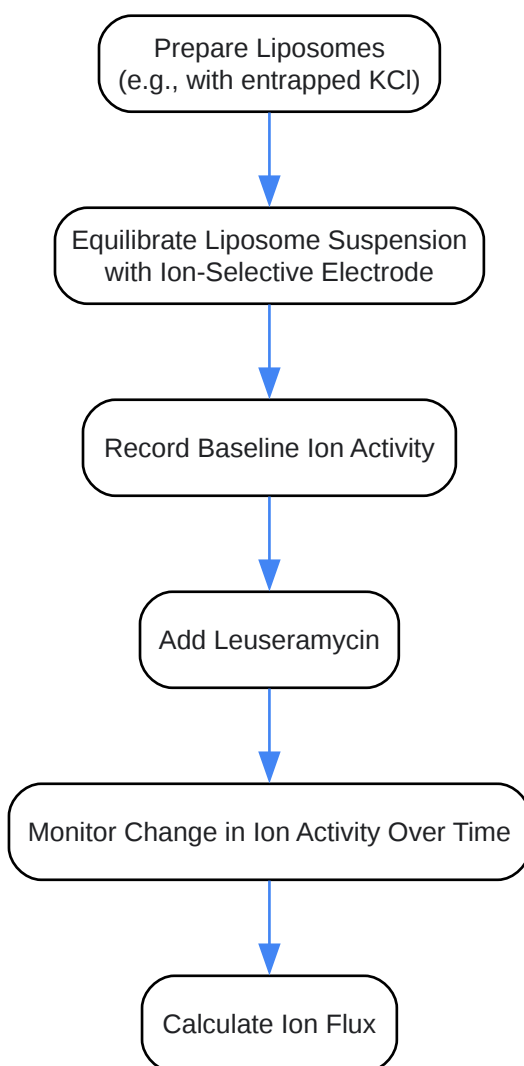 Prepare Liposomes
(e.g., with entrapped KCl)
Equilibrate Liposome Suspension
with Ion-Selective Electrode
Record Baseline Ion Activity
Add Leuseramycin
Monitor Change in Ion Activity Over Time
Calculate Ion Flux